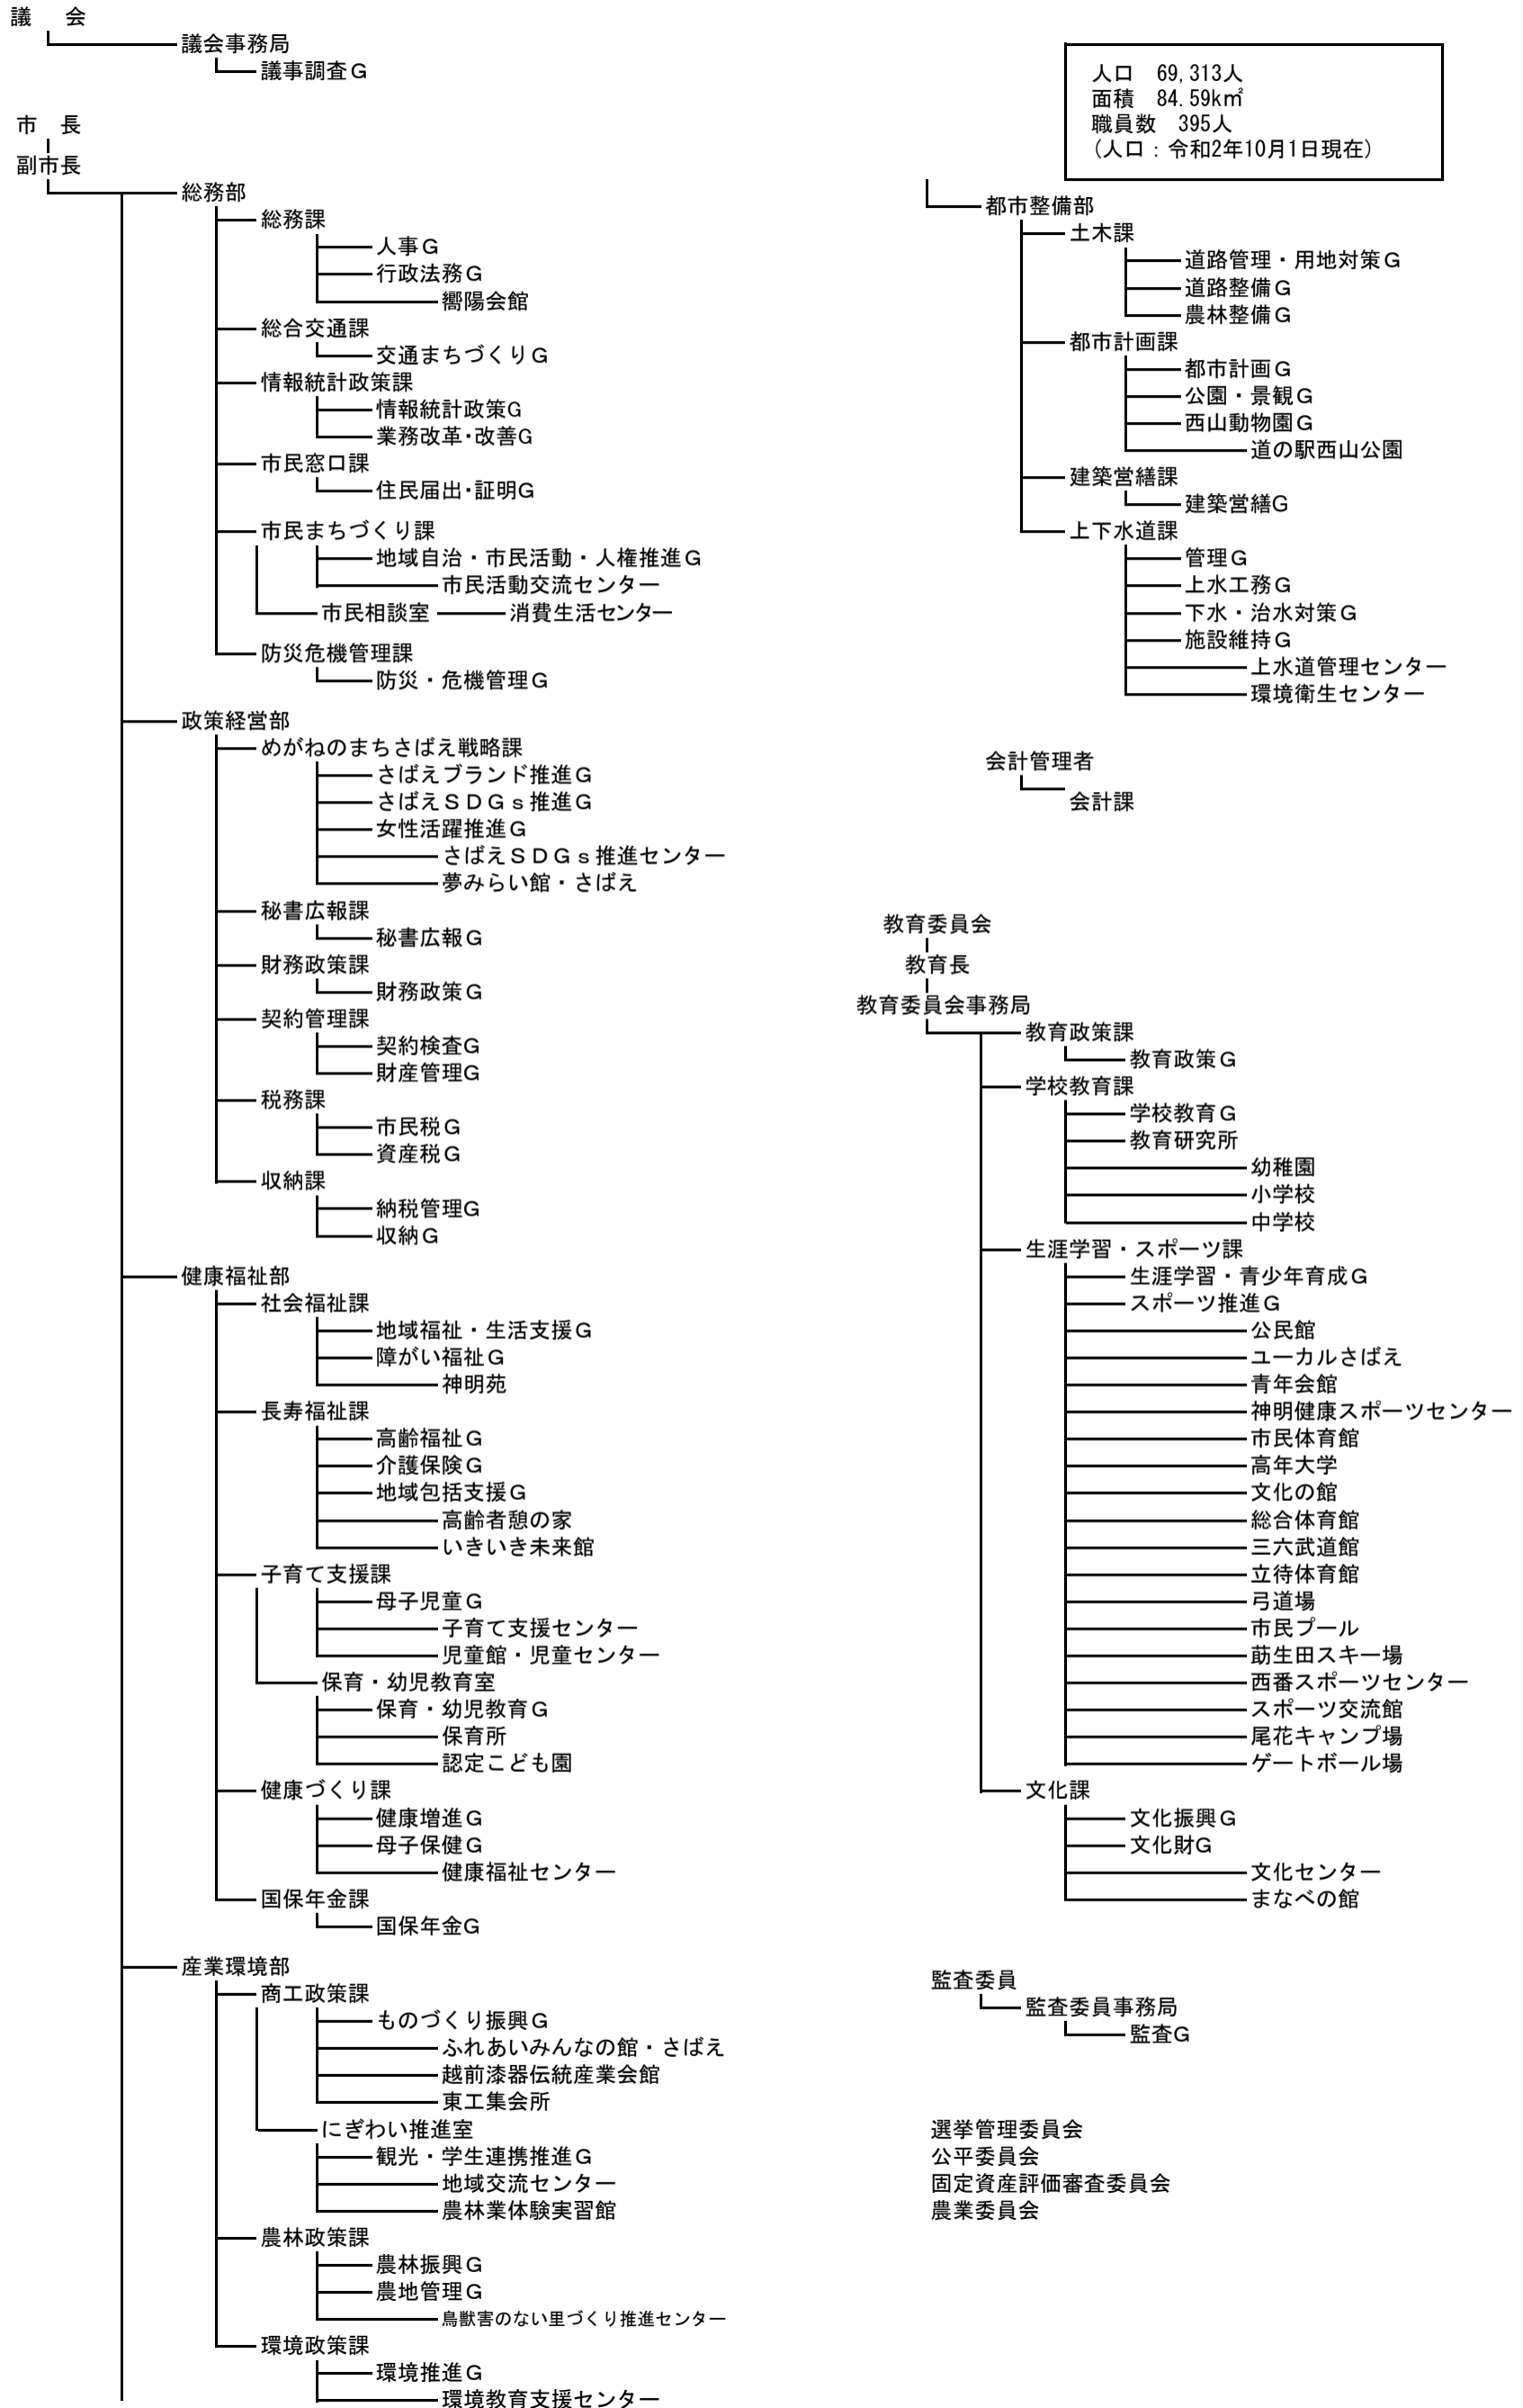 議　会
議会事務局
議事調査Ｇ
市　長
副市長
総務部
総務課
人事Ｇ
行政法務Ｇ
嚮陽会館
総合交通課
交通まちづくりＧ
情報統計政策課
情報統計政策G
業務改革･改善G
市民窓口課
住民届出･証明Ｇ
市民まちづくり課
地域自治・市民活動・人権推進Ｇ
市民活動交流センター
市民相談室 消費生活センター
防災危機管理課
防災・危機管理Ｇ
政策経営部
めがねのまちさばえ戦略課
さばえブランド推進Ｇ
さばえＳＤＧｓ推進Ｇ
女性活躍推進Ｇ
さばえＳＤＧｓ推進センター
夢みらい館・さばえ
秘書広報課
秘書広報Ｇ
財務政策課
財務政策Ｇ
契約管理課
契約検査G
財産管理G
税務課
市民税Ｇ
資産税Ｇ
収納課
納税管理G
収納Ｇ
健康福祉部
社会福祉課
地域福祉・生活支援Ｇ
障がい福祉Ｇ
神明苑
長寿福祉課
高齢福祉Ｇ
介護保険Ｇ
地域包括支援Ｇ
高齢者憩の家
いきいき未来館
子育て支援課
母子児童Ｇ
子育て支援センター
児童館・児童センター
保育・幼児教育室
保育・幼児教育Ｇ
保育所
認定こども園
健康づくり課
健康増進Ｇ
母子保健Ｇ
健康福祉センター
国保年金課
国保年金G
産業環境部
商工政策課
ものづくり振興Ｇ
ふれあいみんなの館・さばえ
越前漆器伝統産業会館
東工集会所
にぎわい推進室
観光・学生連携推進Ｇ
地域交流センター
農林業体験実習館
農林政策課
農林振興Ｇ
農地管理Ｇ
鳥獣害のない里づくり推進センター
環境政策課
環境推進Ｇ
環境教育支援センター
人口　69,313人
面積　84.59k㎡
職員数　395人
（人口：令和2年10月1日現在）
都市整備部
土木課
道路管理・用地対策Ｇ
道路整備Ｇ
農林整備Ｇ
都市計画課
都市計画Ｇ
公園・景観Ｇ
西山動物園Ｇ
道の駅西山公園
建築営繕課
建築営繕G
上下水道課
管理Ｇ
上水工務Ｇ
下水・治水対策Ｇ
施設維持Ｇ
上水道管理センター
環境衛生センター
会計管理者
会計課
教育委員会
教育長
教育委員会事務局
教育政策課
教育政策Ｇ
学校教育課
学校教育Ｇ
教育研究所
幼稚園
小学校
中学校
生涯学習・スポーツ課
生涯学習・青少年育成Ｇ
スポーツ推進Ｇ
公民館
ユーカルさばえ
青年会館
神明健康スポーツセンター
市民体育館
高年大学
文化の館
総合体育館
三六武道館
立待体育館
弓道場
市民プール
莇生田スキー場
西番スポーツセンター
スポーツ交流館
尾花キャンプ場
ゲートボール場
文化課
文化振興Ｇ
文化財G
文化センター
まなべの館
監査委員
監査委員事務局
監査G
選挙管理委員会
公平委員会
固定資産評価審査委員会
農業委員会